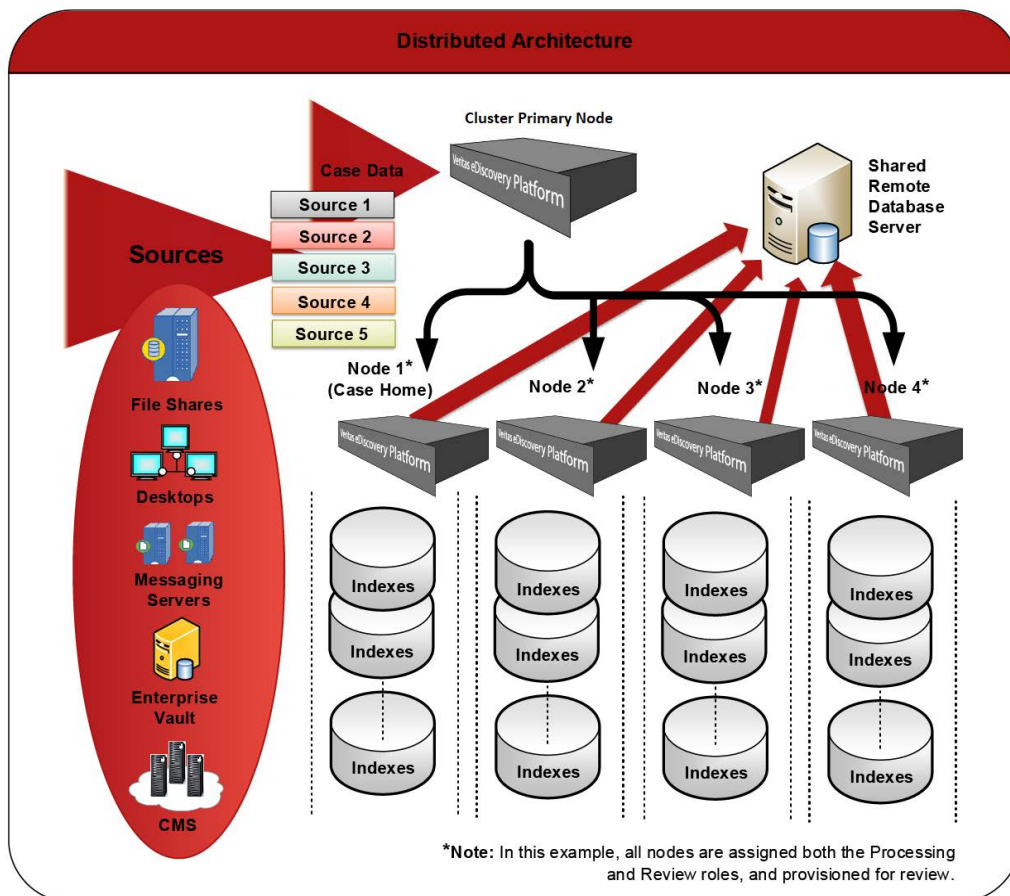 Distributed Architecture
Cluster Primary Node
Veritas eDiscovery Platform
Case Data
Source 1
Source 2
Source 3
Source 4
Source 5
Sources
Shared
Remote
Database
Server
File Shares
Desktops
Messaging
Servers
Enterprise
Vault
CMS
Node 1*
(Case Home)
Node 2*
Node 3*
Node 4*
Veritas eDiscovery Platform
Veritas eDiscovery Platform
Veritas eDiscovery Platform
Veritas eDiscovery Platform
Indexes
Indexes
Indexes
Indexes
Indexes
Indexes
Indexes
Indexes
Indexes
Indexes
Indexes
Indexes
*Note: In this example, all nodes are assigned both the Processing
and Review roles, and provisioned for review.